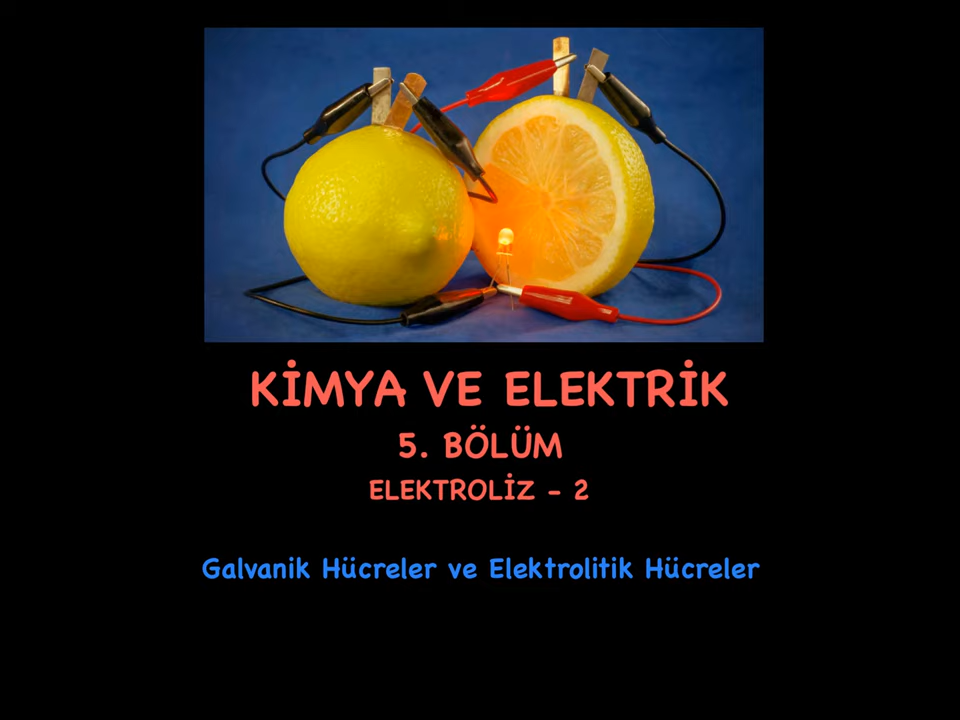 KİMYA VE ELEKTRİK
5. BÖLÜM
ELEKTROLİZ - 2
Galvanik Hücreler ve Elektrolitik Hücreler